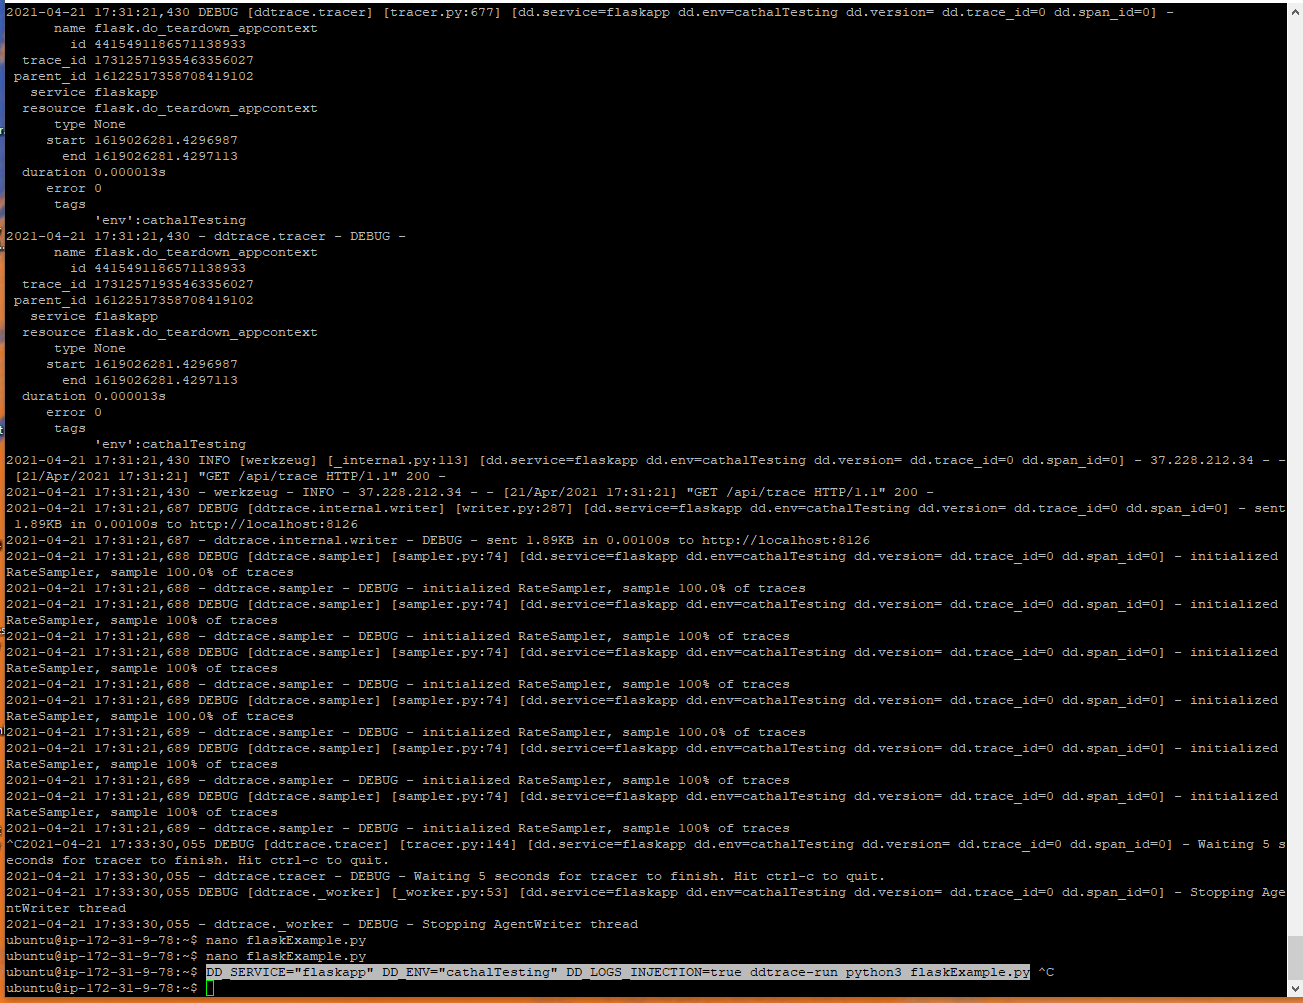 2021-04-21 17:31:21,430 DEBUG [ddtrace.tracer] [tracer.py:677] [dd.service=flaskapp dd.env=cathalTesting dd.version= dd.trace_id=0 dd.span_id=0] -
name flask.do_teardown_appcontext
id 4415491186571138933
trace_id 17312571935463356027
parent_id 16122517358708419102
service flaskapp
resource flask.do_teardown_appcontext
type None
start 1619026281.4296987
end 1619026281.4297113
duration 0.000013s
error 0
tags
'env':cathalTesting
2021-04-21 17:31:21,430 - ddtrace.tracer - DEBUG -
name flask.do_teardown_appcontext
id 4415491186571138933
trace_id 17312571935463356027
parent_id 16122517358708419102
service flaskapp
resource flask.do_teardown_appcontext
type None
start 1619026281.4296987
end 1619026281.4297113
duration 0.000013s
error 0
tags
'env':cathalTesting
2021-04-21 17:31:21,430 INFO [werkzeug] [_internal.py:113] [dd.service=flaskapp dd.env=cathalTesting dd.version= dd.trace_id=0 dd.span_id=0] - 37.228.212.34 - -
[21/Apr/2021 17:31:21] "GET /api/trace HTTP/1.1" 200 -
2021-04-21 17:31:21,430 - werkzeug - INFO - 37.228.212.34 - - [21/Apr/2021 17:31:21] "GET /api/trace HTTP/1.1" 200 -
2021-04-21 17:31:21,687 DEBUG [ddtrace.internal.writer] [writer.py:287] [dd.service=flaskapp dd.env=cathalTesting dd.version= dd.trace_id=0 dd.span_id=0] - sent
1.89KB in 0.00100s to http://localhost:8126
2021-04-21 17:31:21,687 - ddtrace.internal.writer - DEBUG - sent 1.89KB in 0.00100s to http://localhost:8126
2021-04-21 17:31:21,688 DEBUG [ddtrace.sampler] [sampler.py:74] [dd.service=flaskapp dd.env=cathalTesting dd.version= dd.trace_id=0 dd.span_id=0] - initialized
RateSampler, sample 100.0% of traces
2021-04-21 17:31:21,688 - ddtrace.sampler - DEBUG - initialized RateSampler, sample 100.0% of traces
2021-04-21 17:31:21,688 DEBUG [ddtrace.sampler] [sampler.py:74] [dd.service=flaskapp dd.env=cathalTesting dd.version= dd.trace_id=0 dd.span_id=0] - initialized
RateSampler, sample 100% of traces
2021-04-21 17:31:21,688 - ddtrace.sampler - DEBUG - initialized RateSampler, sample 100% of traces
2021-04-21 17:31:21,688 DEBUG [ddtrace.sampler] [sampler.py:74] [dd.service=flaskapp dd.env=cathalTesting dd.version= dd.trace_id=0 dd.span_id=0] - initialized
RateSampler, sample 100% of traces
2021-04-21 17:31:21,688 - ddtrace.sampler - DEBUG - initialized RateSampler, sample 100% of traces
2021-04-21 17:31:21,689 DEBUG [ddtrace.sampler] [sampler.py:74] [dd.service=flaskapp dd.env=cathalTesting dd.version= dd.trace_id=0 dd.span_id=0] - initialized
RateSampler, sample 100.0% of traces
2021-04-21 17:31:21,689 - ddtrace.sampler - DEBUG - initialized RateSampler, sample 100.0% of traces
2021-04-21 17:31:21,689 DEBUG [ddtrace.sampler] [sampler.py:74] [dd.service=flaskapp dd.env=cathalTesting dd.version= dd.trace_id=0 dd.span_id=0] - initialized
RateSampler, sample 100% of traces
2021-04-21 17:31:21,689 - ddtrace.sampler - DEBUG - initialized RateSampler, sample 100% of traces
2021-04-21 17:31:21,689 DEBUG [ddtrace.sampler] [sampler.py:74] [dd.service=flaskapp dd.env=cathalTesting dd.version= dd.trace_id=0 dd.span_id=0] - initialized
RateSampler, sample 100% of traces
2021-04-21 17:31:21,689 - ddtrace.sampler - DEBUG - initialized RateSampler, sample 100% of traces
^C2021-04-21 17:33:30,055 DEBUG [ddtrace.tracer] [tracer.py:144] [dd.service=flaskapp dd.env=cathalTesting dd.version= dd.trace_id=0 dd.span_id=0] - Waiting 5 s
econds for tracer to finish. Hit ctrl-c to quit.
2021-04-21 17:33:30,055 - ddtrace.tracer - DEBUG - Waiting 5 seconds for tracer to finish. Hit ctrl-c to quit.
2021-04-21 17:33:30,055 DEBUG [ddtrace._worker] [_worker.py:53] [dd.service=flaskapp dd.env=cathalTesting dd.version= dd.trace_id=0 dd.span_id=0] - Stopping Age
ntWriter thread
2021-04-21 17:33:30,055 - ddtrace._worker - DEBUG - Stopping AgentWriter thread
ubuntu@ip-172-31-9-78:~$ nano flaskExample.py
ubuntu@ip-172-31-9-78:~$ nano flaskExample.py
ubuntu@ip-172-31-9-78:~$ DD_SERVICE="flaskapp" DD_ENV="cathalTesting" DD_LOGS_INJECTION=true ddtrace-run python3 flaskExample.py ^C
ubuntu@ip-172-31-9-78:~$